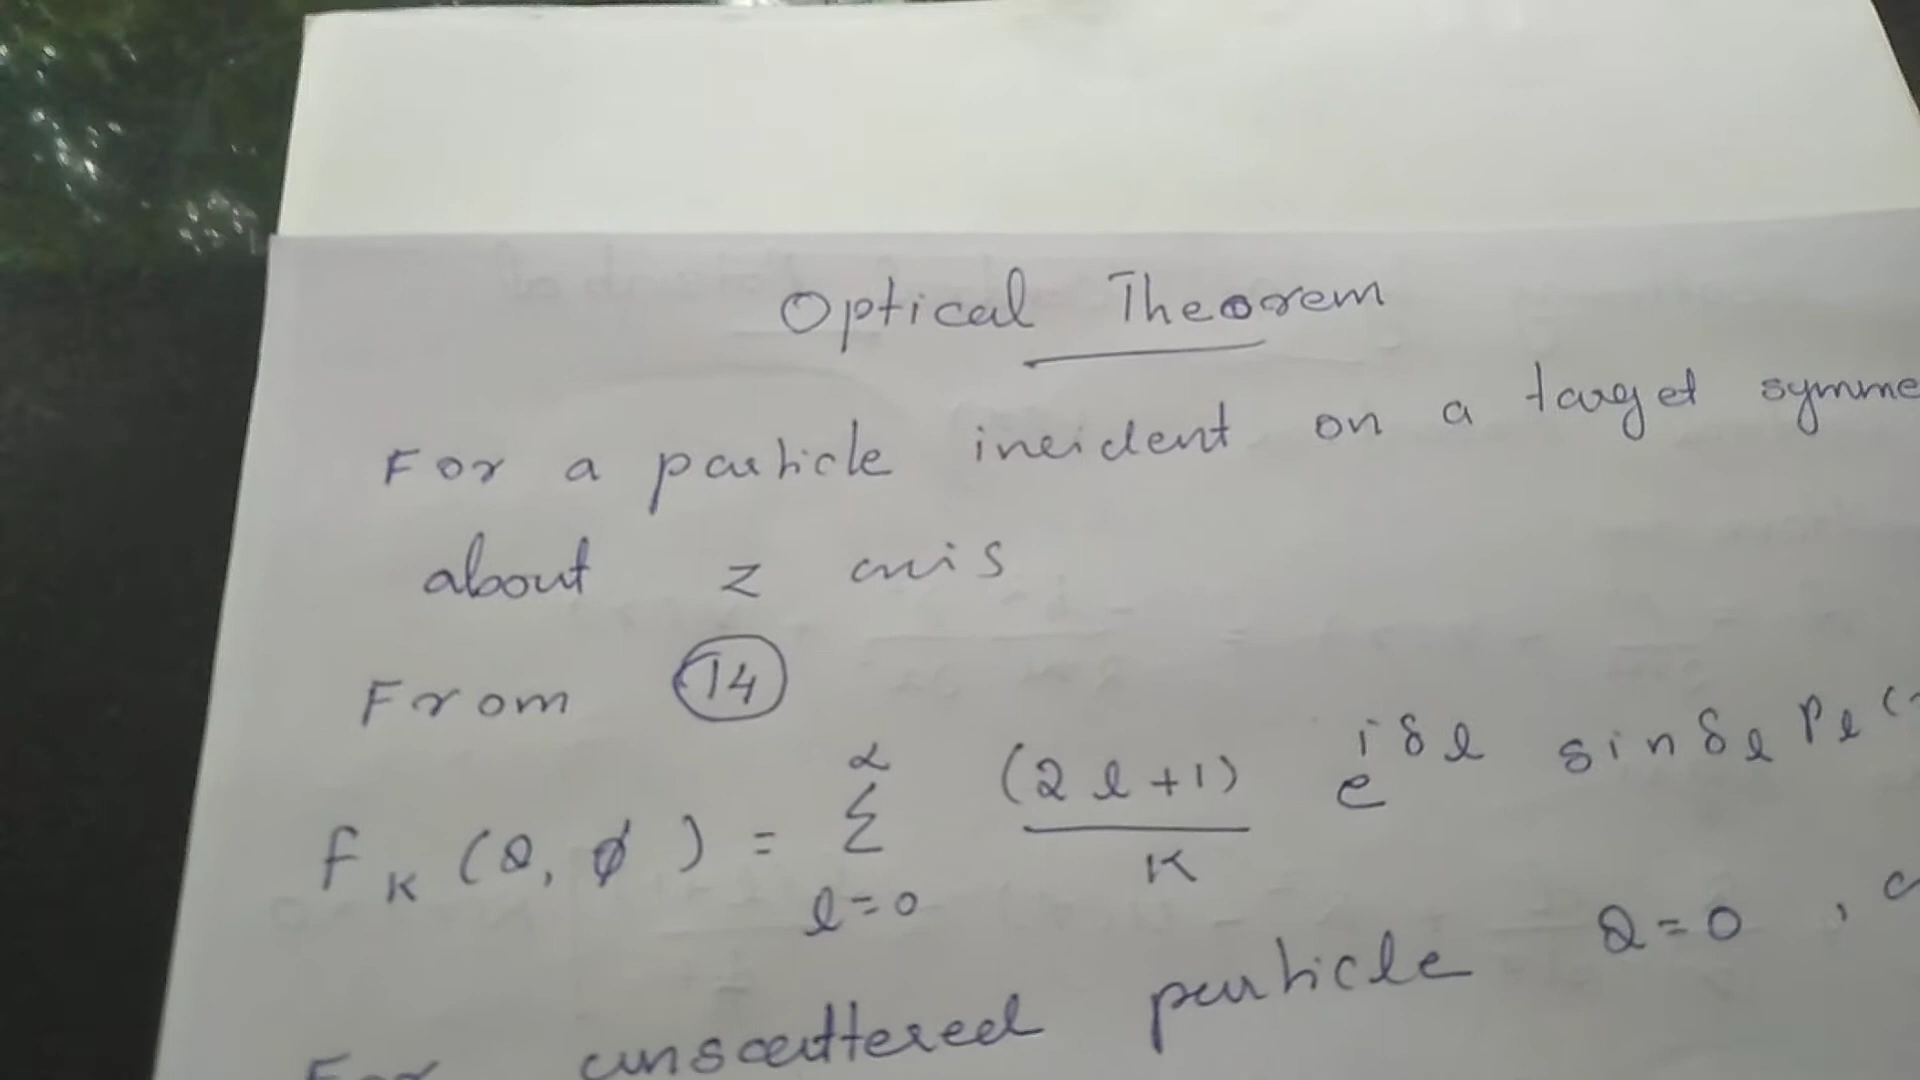 Optical Theorem
For a particle incident on a target symme
about z axis
From (14)
f_K (θ, ϕ) = ∑_{l=0}^{∝} (2l+1)/K e^{iδ_l} sin δ_l P_l (
For unscattered particle θ=0 ,